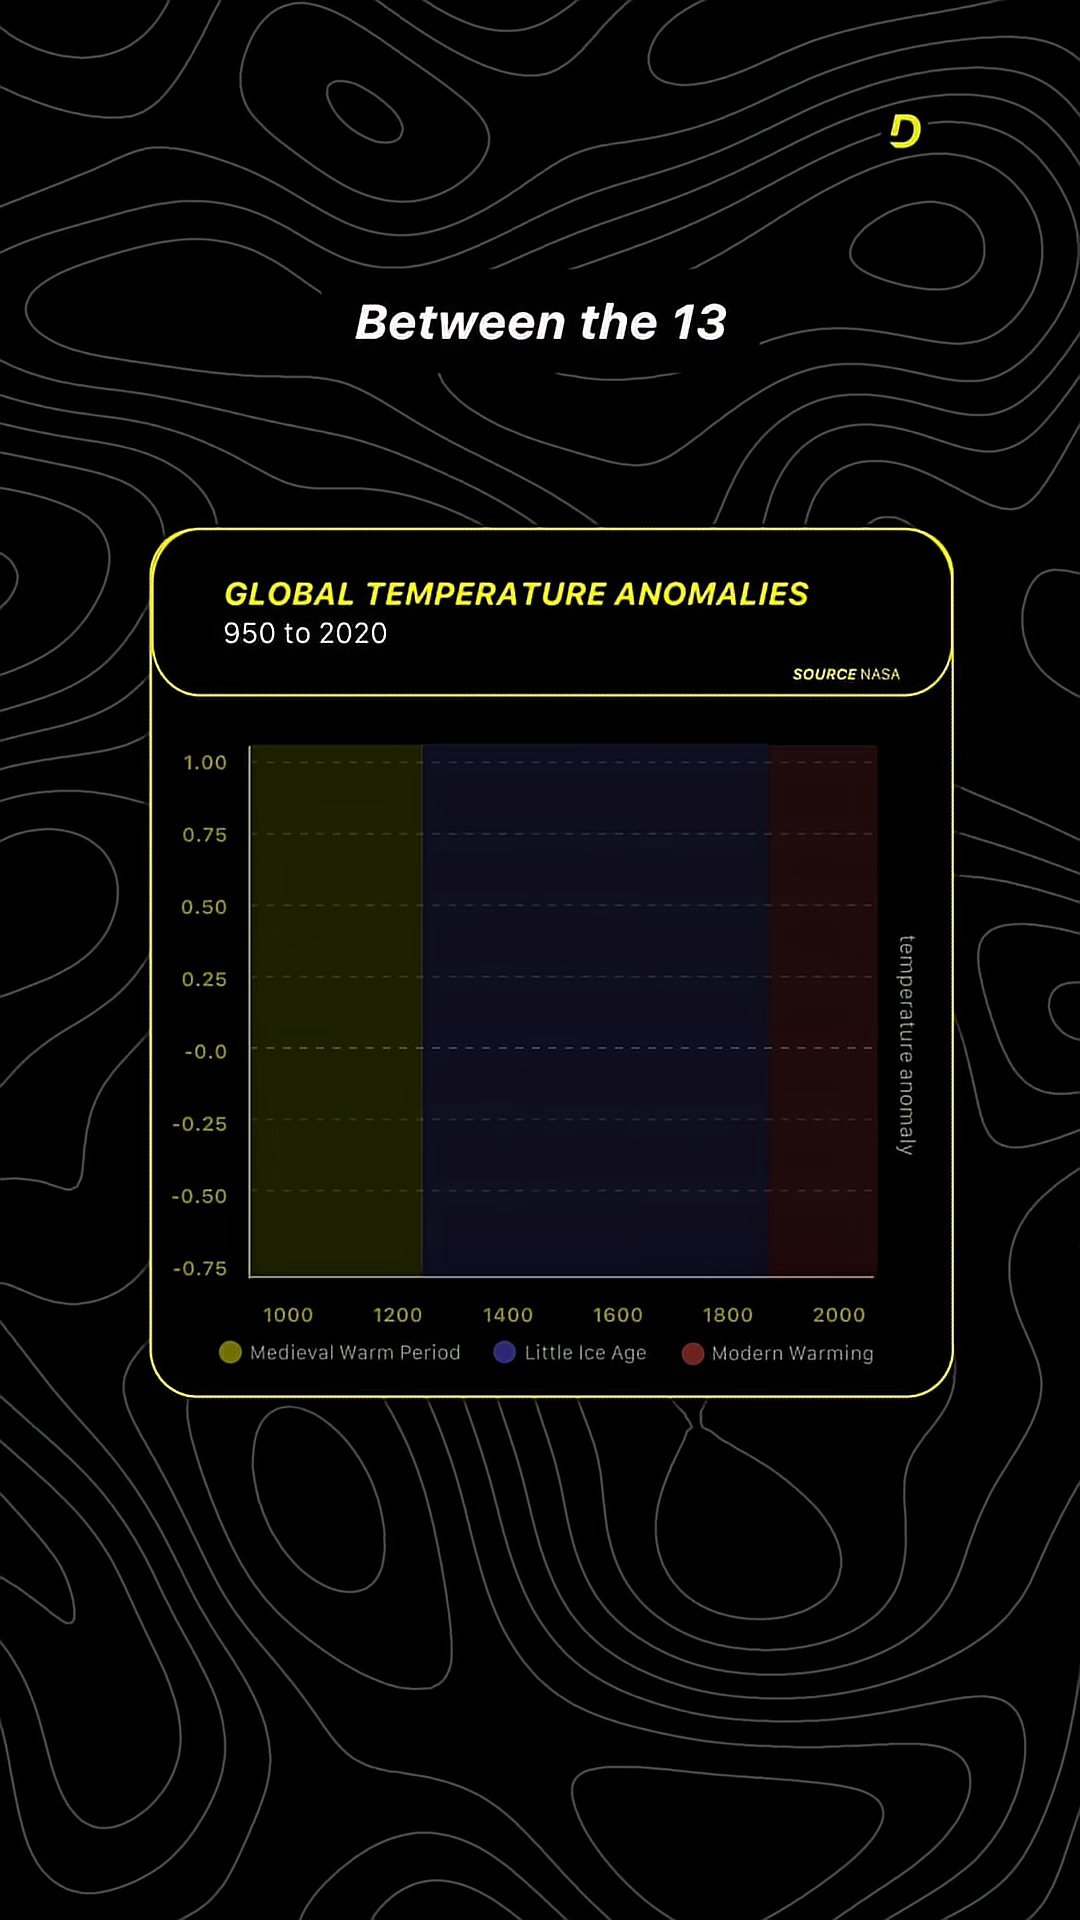 D
Between the 13
GLOBAL TEMPERATURE ANOMALIES
950 to 2020
SOURCE NASA
1.00
0.75
0.50
0.25
-0.0
-0.25
-0.50
-0.75
temperature anomaly
1000 1200 1400 1600 1800 2000
Medieval Warm Period Little Ice Age Modern Warming